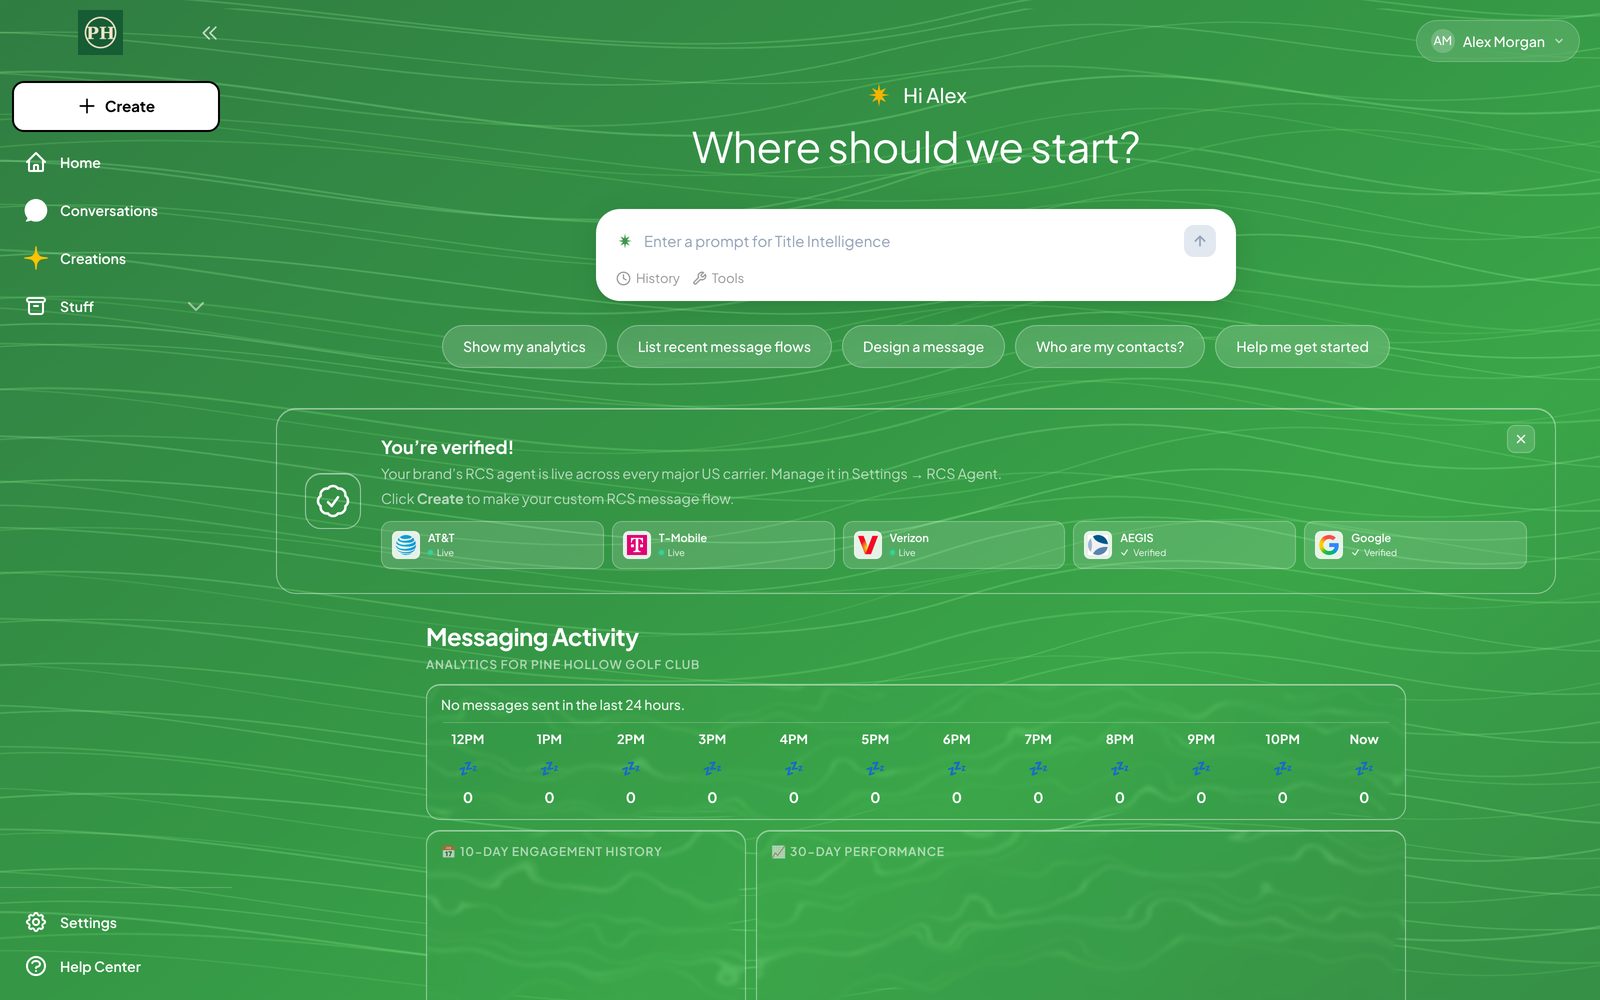 PH
Create
Home
Conversations
Creations
Stuff
Settings
Help Center
AM Alex Morgan
Hi Alex
Where should we start?
Enter a prompt for Title Intelligence
History Tools
Show my analytics List recent message flows Design a message Who are my contacts? Help me get started
You’re verified!
Your brand’s RCS agent is live across every major US carrier. Manage it in Settings → RCS Agent.
Click Create to make your custom RCS message flow.
AT&T
Live
T-Mobile
Live
Verizon
Live
AEGIS
✓ Verified
Google
✓ Verified
Messaging Activity
ANALYTICS FOR PINE HOLLOW GOLF CLUB
No messages sent in the last 24 hours.
12PM 1PM 2PM 3PM 4PM 5PM 6PM 7PM 8PM 9PM 10PM Now
💤 💤 💤 💤 💤 💤 💤 💤 💤 💤 💤 💤
0 0 0 0 0 0 0 0 0 0 0 0
📅 10-DAY ENGAGEMENT HISTORY
📈 30-DAY PERFORMANCE